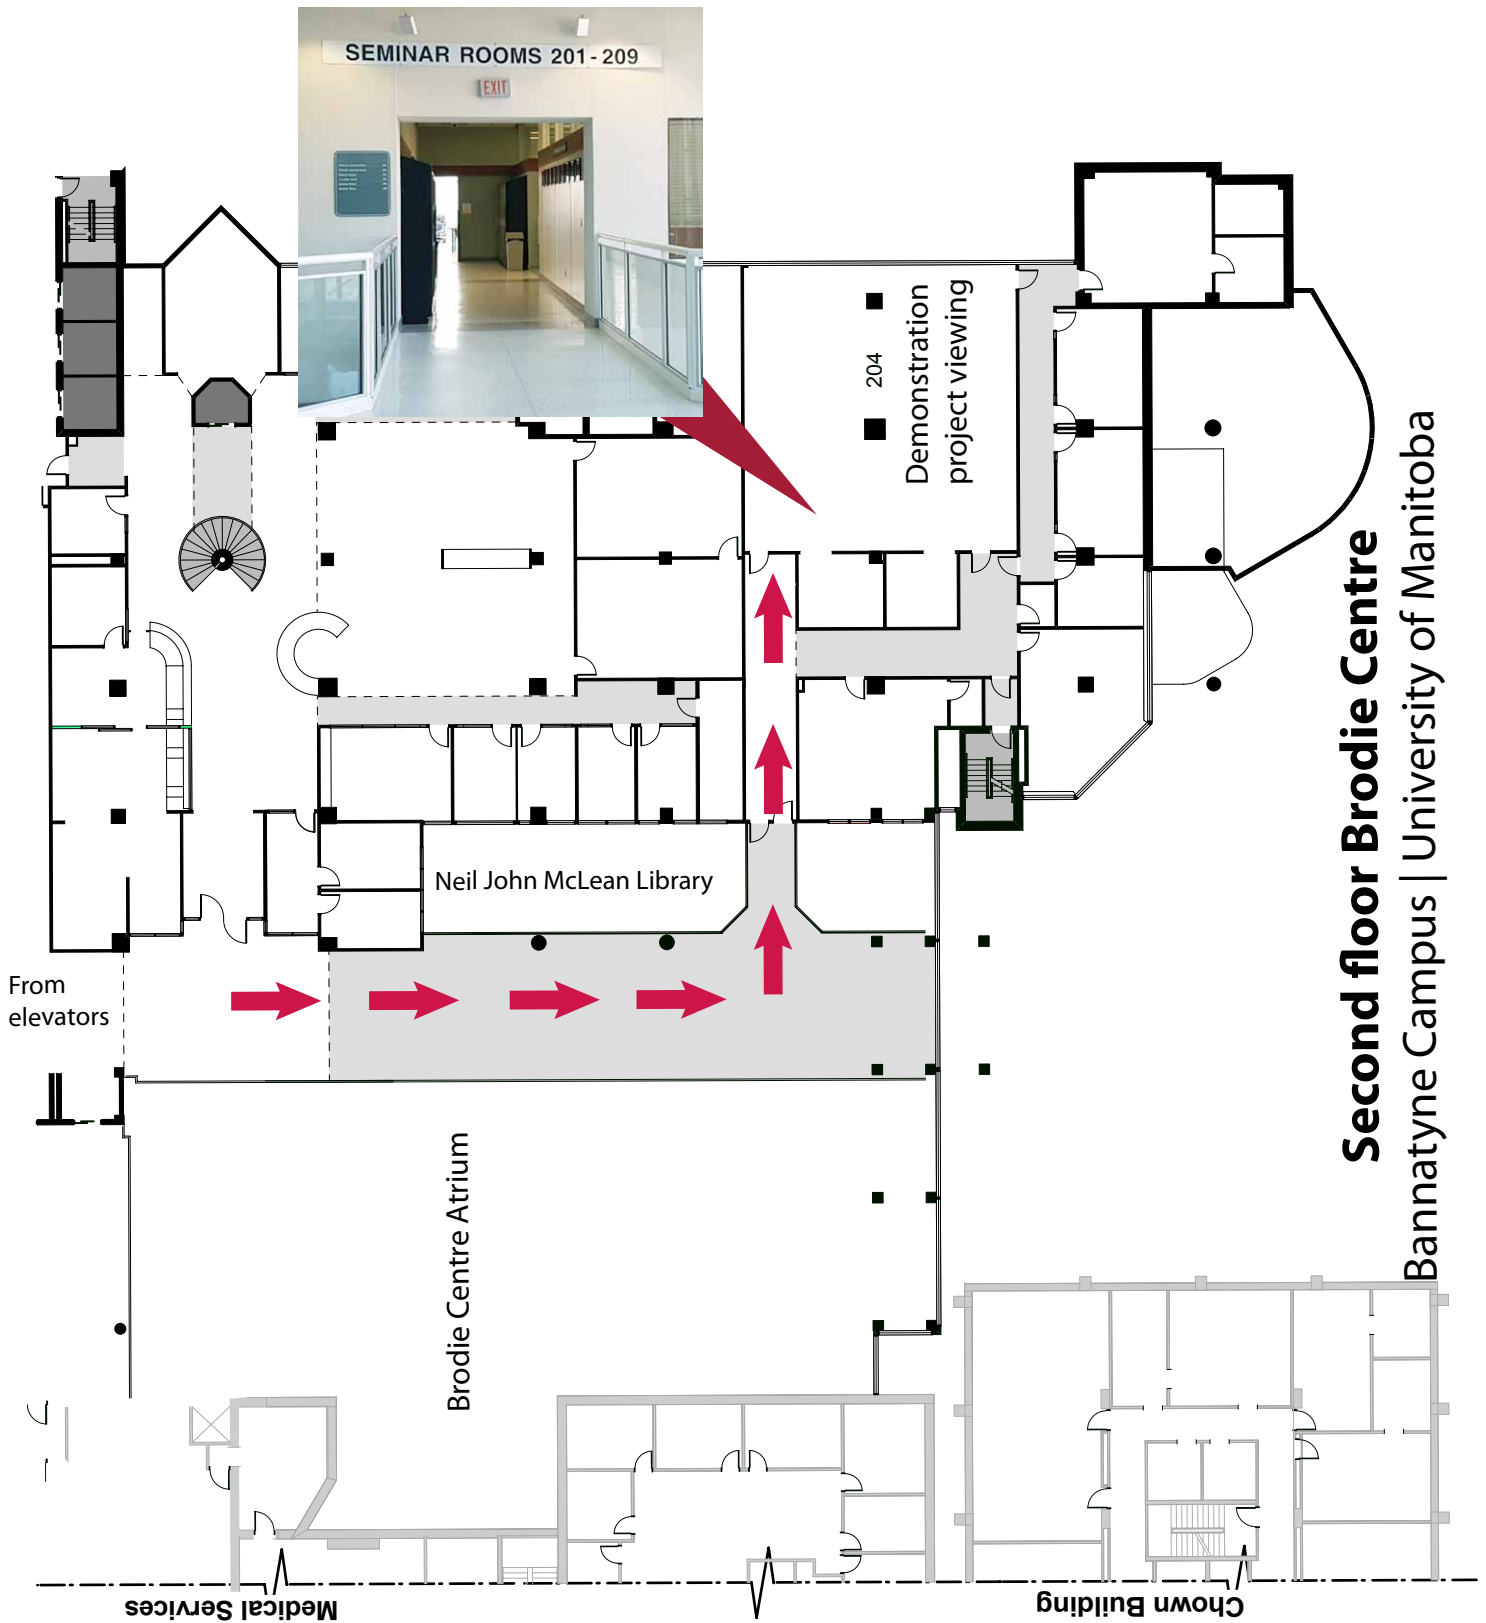 SEMINAR ROOMS 201-209
EXIT
204
Demonstration
project viewing
Neil John McLean Library
From
elevators
Brodie Centre Atrium
Second floor Brodie Centre
Bannatyne Campus | University of Manitoba
Medical Services
Chown Building